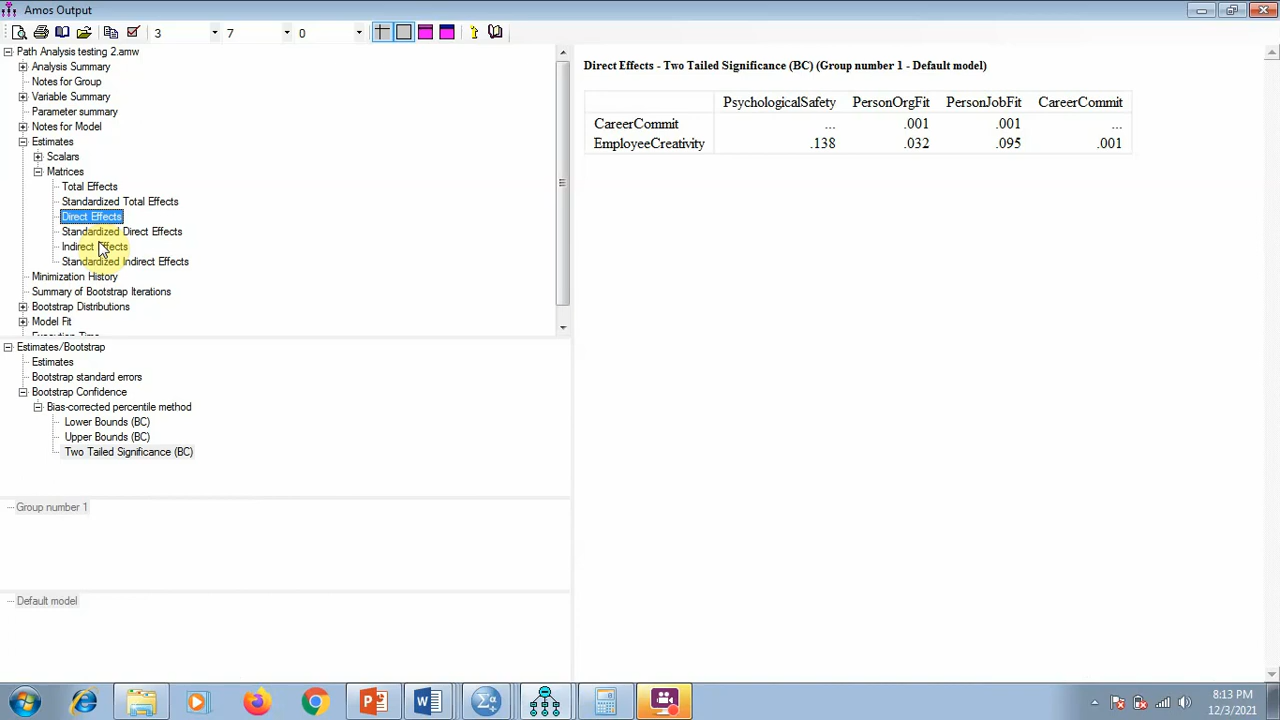 Amos Output
3 7 0
Path Analysis testing 2.amw
Analysis Summary
Notes for Group
Variable Summary
Parameter summary
Notes for Model
Estimates
Scalars
Matrices
Total Effects
Standardized Total Effects
Direct Effects
Standardized Direct Effects
Indirect Effects
Standardized Indirect Effects
Minimization History
Summary of Bootstrap Iterations
Bootstrap Distributions
Model Fit
Execution Time
Estimates/Bootstrap
Estimates
Bootstrap standard errors
Bootstrap Confidence
Bias-corrected percentile method
Lower Bounds (BC)
Upper Bounds (BC)
Two Tailed Significance (BC)
Group number 1
Default model
Direct Effects - Two Tailed Significance (BC) (Group number 1 - Default model)
PsychologicalSafety PersonOrgFit PersonJobFit CareerCommit
CareerCommit ... .001 .001 ...
EmployeeCreativity .138 .032 .095 .001
8:13 PM
12/3/2021